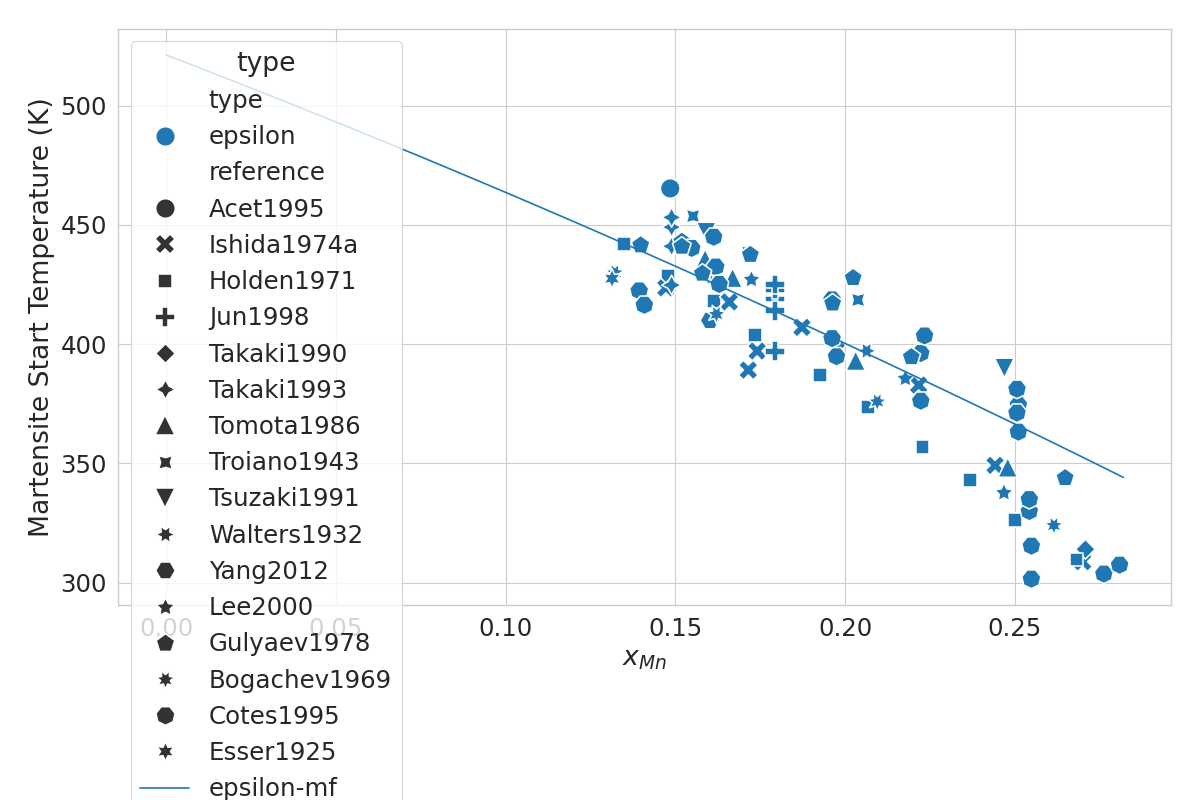 Martensite Start Temperature (K)
500
450
400
350
300
type
type
epsilon
reference
Acet1995
Ishida1974a
Holden1971
Jun1998
Takaki1990
Takaki1993
Tomota1986
Troiano1943
Tsuzaki1991
Walters1932
Yang2012
Lee2000
Gulyaev1978
Bogachev1969
Cotes1995
Esser1925
epsilon-mf
0.00 0.05 0.10 0.15 0.20 0.25
x_{Mn}